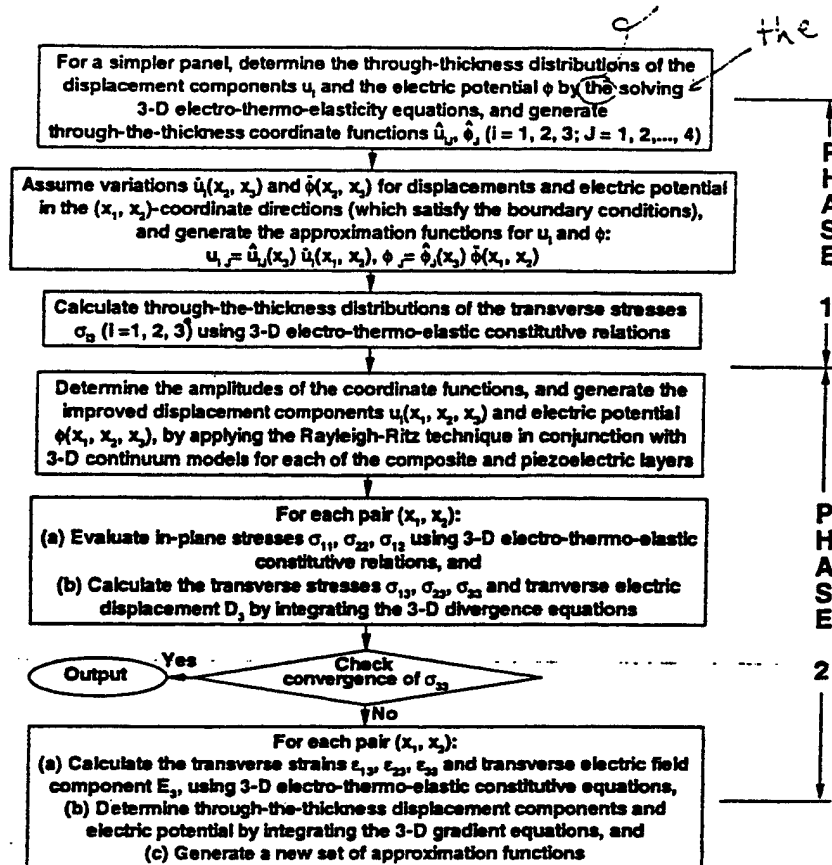 the
For a simpler panel, determine the through-thickness distributions of the
displacement components u₁ and the electric potential ϕ by the solving
3-D electro-thermo-elasticity equations, and generate
through-the-thickness coordinate functions ûᵢⱼ, ϕ̂ⱼ (i = 1, 2, 3; J = 1, 2,..., 4)
Assume variations ūᵢ(x₂, x₃) and ϕ̄(x₂, x₃) for displacements and electric potential
in the (x₁, x₂)-coordinate directions (which satisfy the boundary conditions),
and generate the approximation functions for uᵢ and ϕ:
uᵢⱼ = ûᵢⱼ(x₃) ūᵢ(x₁, x₂), ϕ ⱼ = ϕ̂ⱼ(x₃) ϕ̄(x₁, x₂)
Calculate through-the-thickness distributions of the transverse stresses
σᵢ₃ (i =1, 2, 3) using 3-D electro-thermo-elastic constitutive relations
PHASE 1
Determine the amplitudes of the coordinate functions, and generate the
improved displacement components uᵢ(x₁, x₂, x₃) and electric potential
ϕ(x₁, x₂, x₃), by applying the Rayleigh-Ritz technique in conjunction with
3-D continuum models for each of the composite and piezoelectric layers
For each pair (x₁, x₂):
(a) Evaluate in-plane stresses σ₁₁, σ₂₂, σ₁₂ using 3-D electro-thermo-elastic
constitutive relations, and
(b) Calculate the transverse stresses σ₁₃, σ₂₃, σ₃₃ and tranverse electric
displacement D₃ by integrating the 3-D divergence equations
Check
convergence of σ₃₃
Yes
Output
No
For each pair (x₁, x₂):
(a) Calculate the transverse strains ε₁₃, ε₂₃, ε₃₃ and transverse electric field
component E₃, using 3-D electro-thermo-elastic constitutive equations,
(b) Determine through-the-thickness displacement components and
electric potential by integrating the 3-D gradient equations, and
(c) Generate a new set of approximation functions
PHASE 2